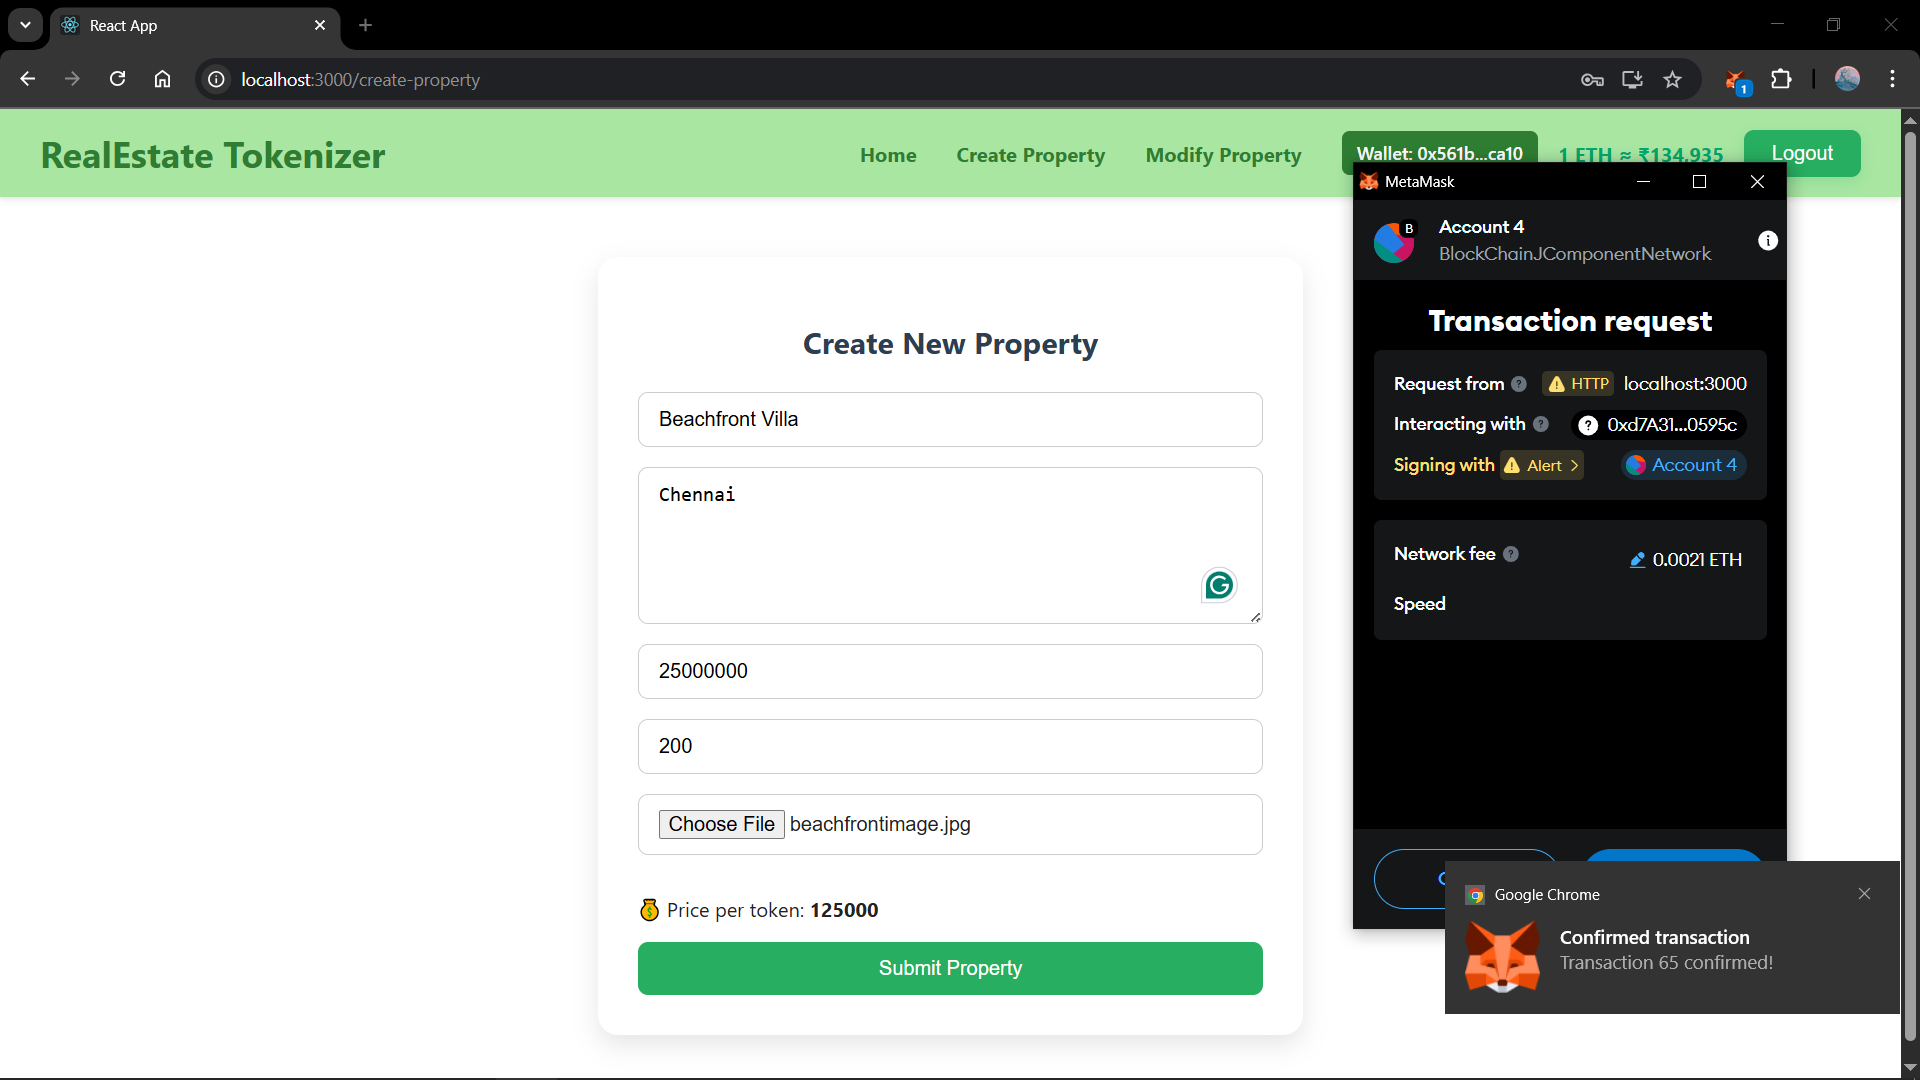 React App
localhost:3000/create-property
1
RealEstate Tokenizer
Home
Create Property
Modify Property
Wallet: 0x561b...ca10
1 ETH ≈ ₹134,935
Logout
Create New Property
Beachfront Villa
Chennai
25000000
200
Choose File beachfrontimage.jpg
Price per token: 125000
Submit Property
MetaMask
B
Account 4
BlockChainJComponentNetwork
Transaction request
Request from ? HTTP localhost:3000
Interacting with ? ? 0xd7A31...0595c
Signing with Alert > Account 4
Network fee ? 0.0021 ETH
Speed
Google Chrome
Confirmed transaction
Transaction 65 confirmed!